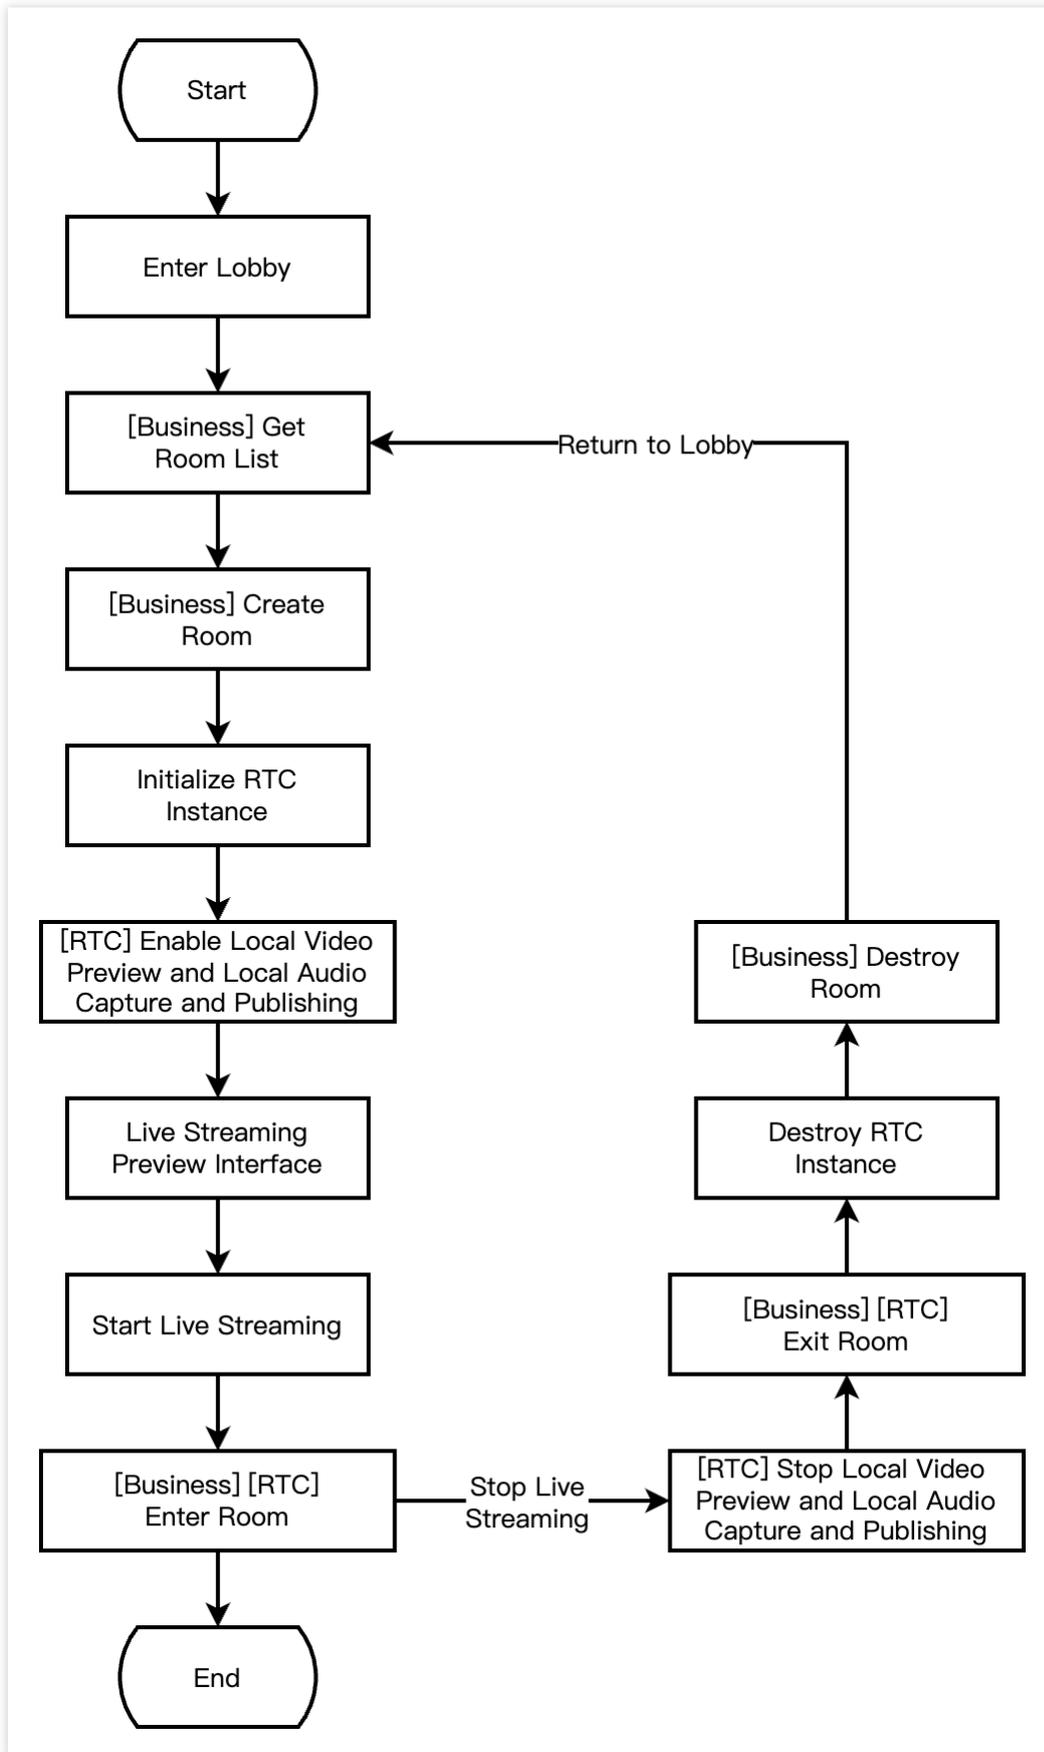 Start
Enter Lobby
[Business] Get
Room List
Return to Lobby
[Business] Create
Room
Initialize RTC
Instance
[RTC] Enable Local Video
Preview and Local Audio
Capture and Publishing
[Business] Destroy
Room
Live Streaming
Preview Interface
Destroy RTC
Instance
Start Live Streaming
[Business] [RTC]
Exit Room
[Business] [RTC]
Enter Room
Stop Live
Streaming
[RTC] Stop Local Video
Preview and Local Audio
Capture and Publishing
End